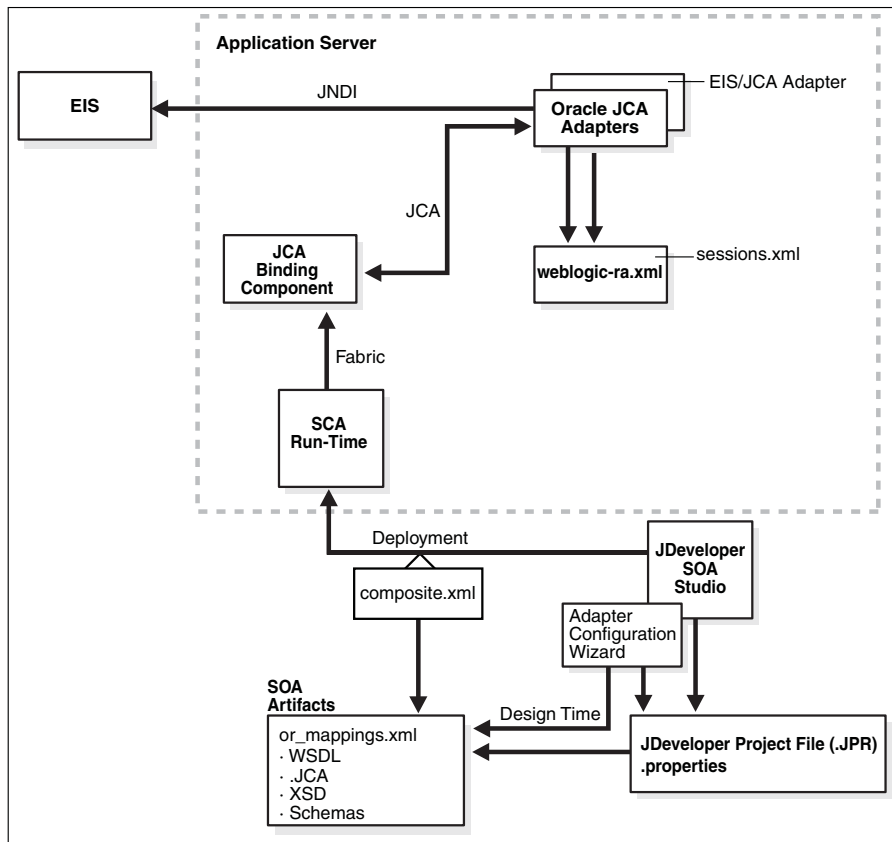 Application Server
EIS
JNDI
EIS/JCA Adapter
Oracle JCA
Adapters
JCA
JCA
Binding
Component
weblogic-ra.xml
sessions.xml
Fabric
SCA
Run-Time
Deployment
JDeveloper
SOA
Studio
composite.xml
Adapter
Configuration
Wizard
SOA
Artifacts
Design Time
or_mappings.xml
· WSDL
· .JCA
· XSD
· Schemas
JDeveloper Project File (.JPR)
.properties